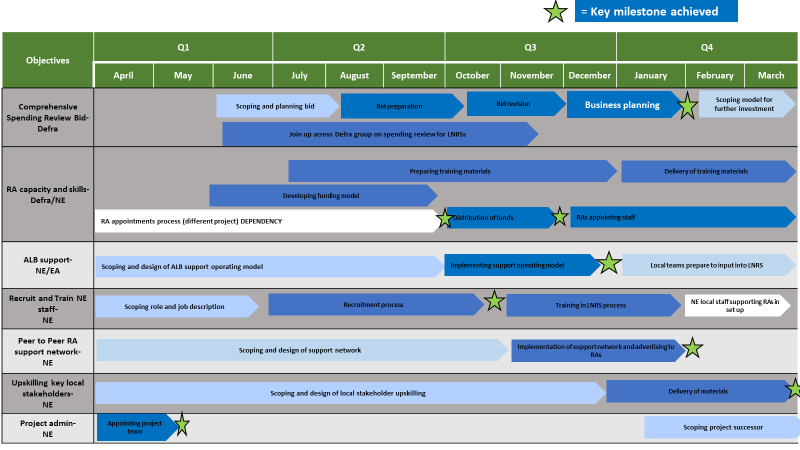 = Key milestone achieved
Objectives
Q1
Q2
Q3
Q4
April
May
June
July
August
September
October
November
December
January
February
March
Comprehensive
Spending Review Bid-
Defra
Scoping and planning bid
Bid preparation
Bid revision
Business planning
Scoping model for
further investment
Join up across Defra group on spending review for LNRSs
RA capacity and skills-
Defra/NE
Preparing training materials
Delivery of training materials
Developing funding model
RA appointments process (different project) DEPENDENCY
Distribution of funds
RAs appointing staff
ALB support-
NE/EA
Scoping and design of ALB support operating model
Implementing support operating model
Local teams prepare to input into LNRS
Recruit and Train NE
staff-
NE
Scoping role and job description
Recruitment process
Training in LNRS process
NE local staff supporting RAs in
set up
Peer to Peer RA
support network-
NE
Scoping and design of support network
Implementation of support network and advertising to
RAs
Upskilling key local
stakeholders-
NE
Scoping and design of local stakeholder upskilling
Delivery of materials
Project admin-
NE
Appointing project
team
Scoping project successor